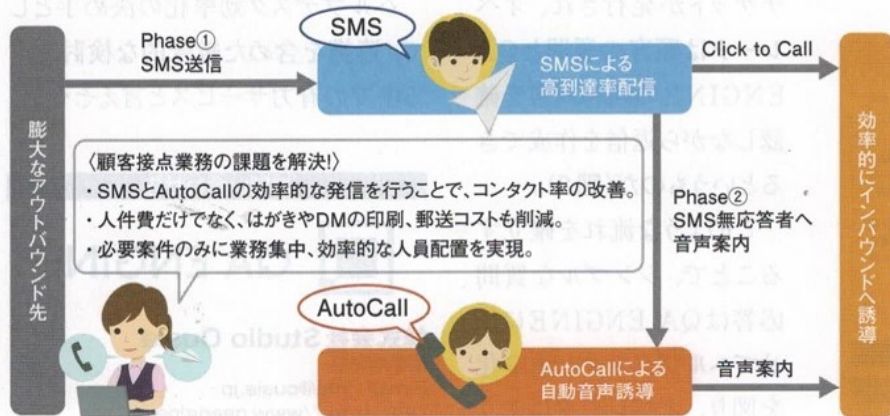 膨大なアウトバウンド先
Phase①
SMS送信
SMS
SMSによる
高到達率配信
Click to Call
〈顧客接点業務の課題を解決!〉
・SMSとAutoCallの効率的な発信を行うことで、コンタクト率の改善。
・人件費だけでなく、はがきやDMの印刷、郵送コストも削減。
・必要案件のみに業務集中、効率的な人員配置を実現。
Phase②
SMS無応答者へ
音声案内
AutoCall
AutoCallによる
自動音声誘導
音声案内
効率的にインバウンドへ誘導